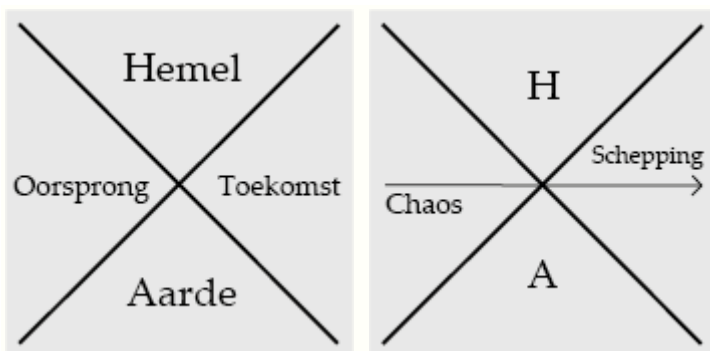 Hemel
Oorsprong Toekomst
Aarde
H
Schepping
Chaos
A